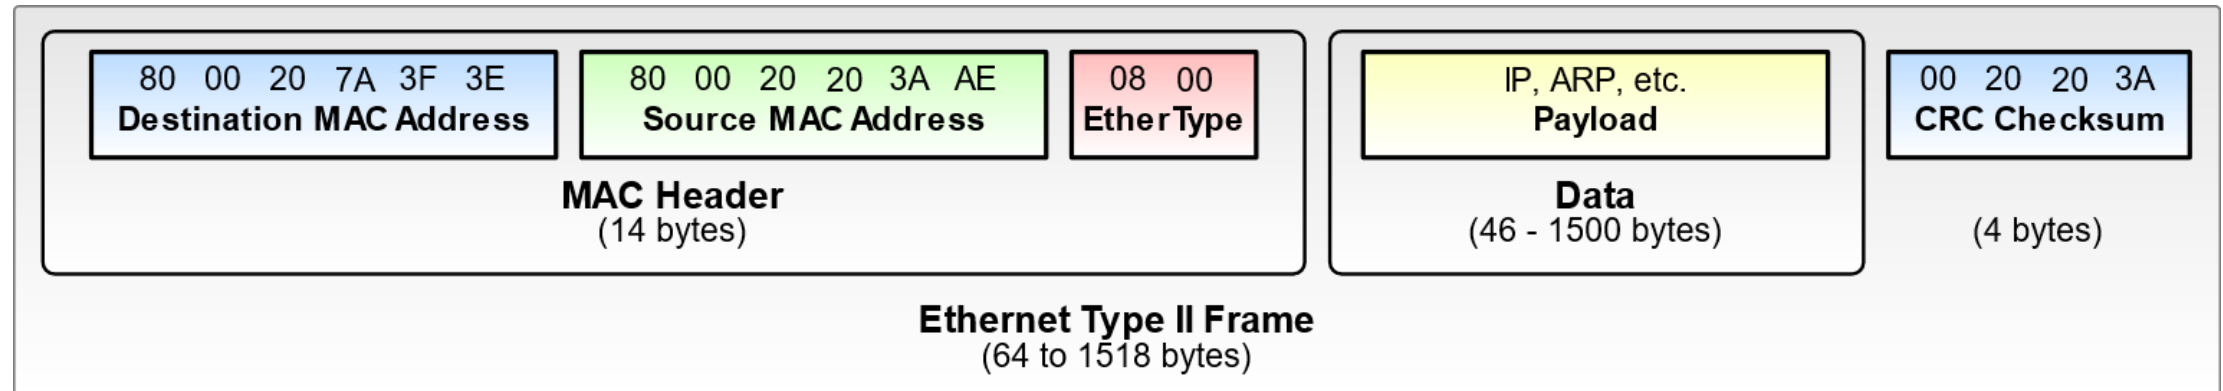 80 00 20 7A 3F 3E
Destination MAC Address
80 00 20 20 3A AE
Source MAC Address
08 00
EtherType
MAC Header
(14 bytes)
IP, ARP, etc.
Payload
Data
(46 - 1500 bytes)
00 20 20 3A
CRC Checksum
(4 bytes)
Ethernet Type II Frame
(64 to 1518 bytes)